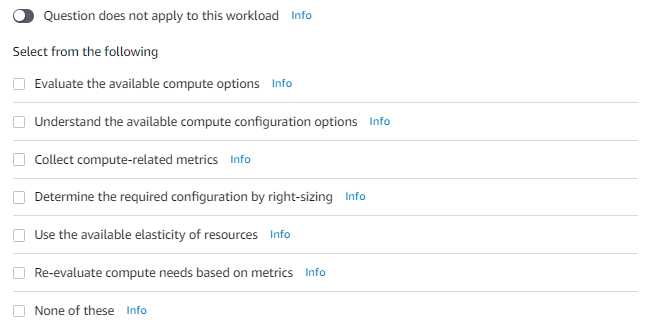 Question does not apply to this workload Info
Select from the following
Evaluate the available compute options Info
Understand the available compute configuration options Info
Collect compute-related metrics Info
Determine the required configuration by right-sizing Info
Use the available elasticity of resources Info
Re-evaluate compute needs based on metrics Info
None of these Info